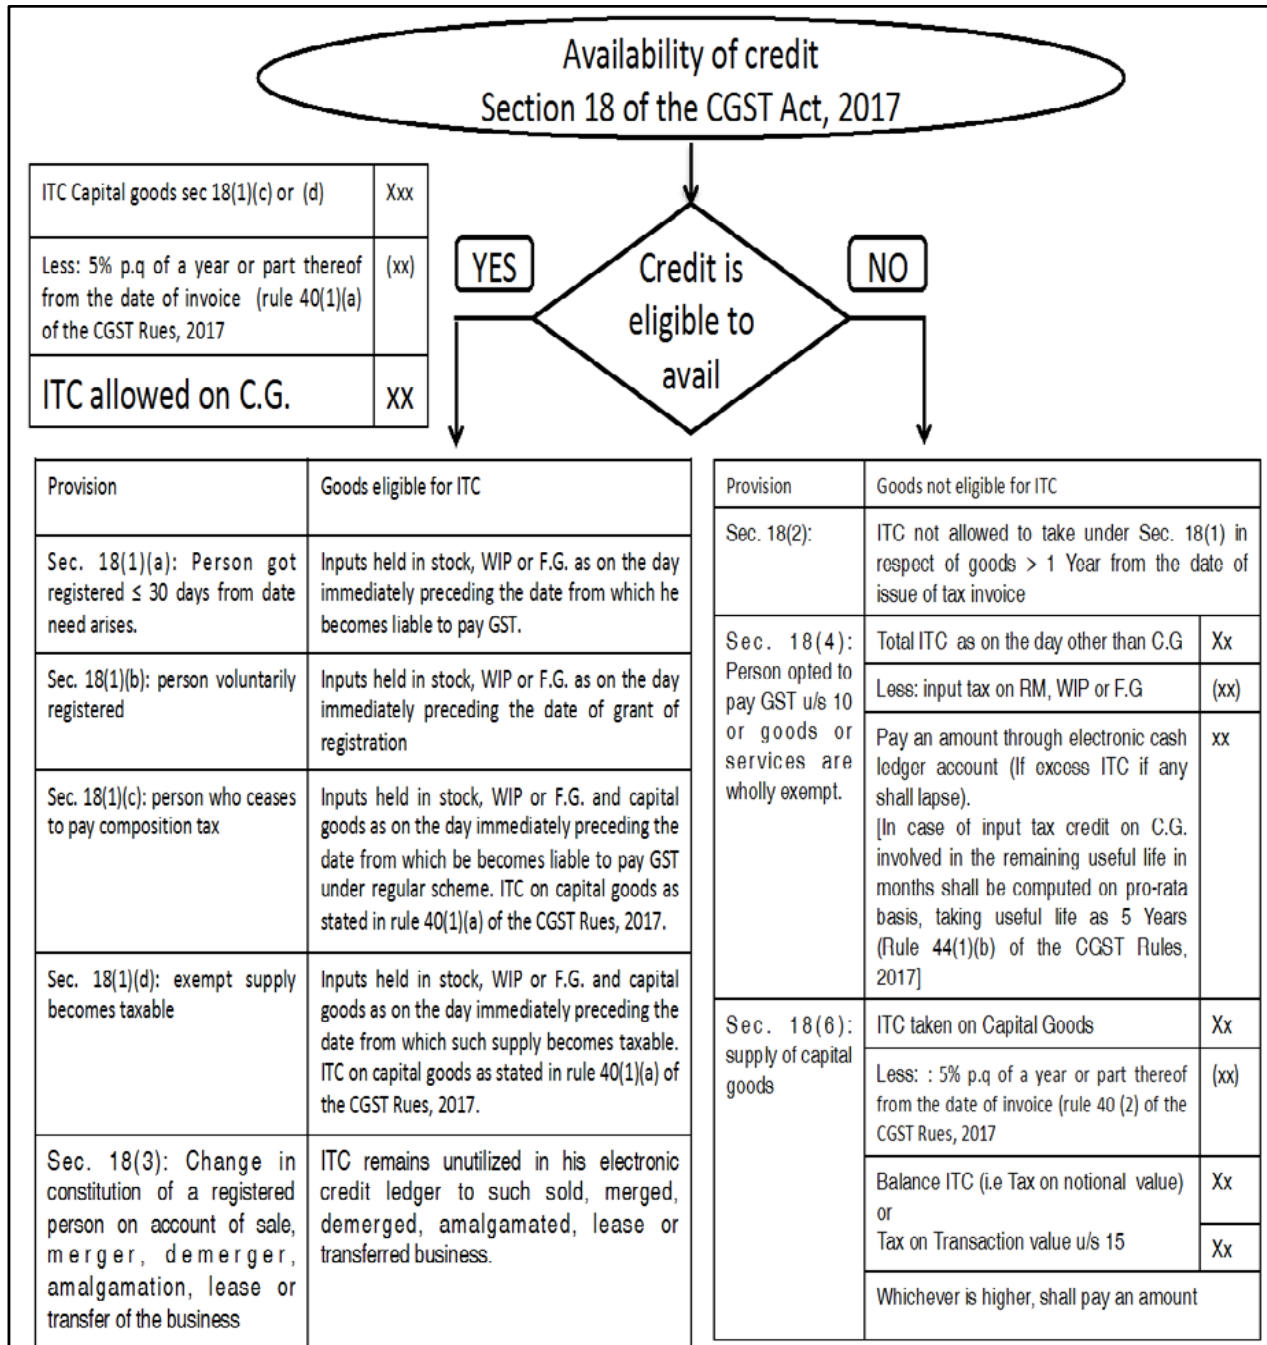 Availability of credit
Section 18 of the CGST Act, 2017
ITC Capital goods sec 18(1)(c) or (d) Xxx
Less: 5% p.q of a year or part thereof (xx)
from the date of invoice (rule 40(1)(a)
of the CGST Rues, 2017
ITC allowed on C.G. xx
YES
Credit is
eligible to
avail
NO
Provision Goods eligible for ITC
Sec. 18(1)(a): Person got
registered ≤ 30 days from date
need arises.
Inputs held in stock, WIP or F.G. as on the day
immediately preceding the date from which he
becomes liable to pay GST.
Sec. 18(1)(b): person voluntarily
registered
Inputs held in stock, WIP or F.G. as on the day
immediately preceding the date of grant of
registration
Sec. 18(1)(c): person who ceases
to pay composition tax
Inputs held in stock, WIP or F.G. and capital
goods as on the day immediately preceding the
date from which be becomes liable to pay GST
under regular scheme. ITC on capital goods as
stated in rule 40(1)(a) of the CGST Rues, 2017.
Sec. 18(1)(d): exempt supply
becomes taxable
Inputs held in stock, WIP or F.G. and capital
goods as on the day immediately preceding the
date from which such supply becomes taxable.
ITC on capital goods as stated in rule 40(1)(a) of
the CGST Rues, 2017.
Sec. 18(3): Change in
constitution of a registered
person on account of sale,
merger, demerger,
amalgamation, lease or
transfer of the business
ITC remains unutilized in his electronic
credit ledger to such sold, merged,
demerged, amalgamated, lease or
transferred business.
Provision Goods not eligible for ITC
Sec. 18(2):
ITC not allowed to take under Sec. 18(1) in
respect of goods > 1 Year from the date of
issue of tax invoice
Sec. 18(4):
Person opted to
pay GST u/s 10
or goods or
services are
wholly exempt.
Total ITC as on the day other than C.G Xx
Less: input tax on RM, WIP or F.G (xx)
Pay an amount through electronic cash xx
ledger account (If excess ITC if any
shall lapse).
[In case of input tax credit on C.G.
involved in the remaining useful life in
months shall be computed on pro-rata
basis, taking useful life as 5 Years
(Rule 44(1)(b) of the CGST Rules,
2017]
Sec. 18(6):
supply of capital
goods
ITC taken on Capital Goods Xx
Less: : 5% p.q of a year or part thereof (xx)
from the date of invoice (rule 40 (2) of the
CGST Rues, 2017
Balance ITC (i.e Tax on notional value) Xx
or
Tax on Transaction value u/s 15 Xx
Whichever is higher, shall pay an amount